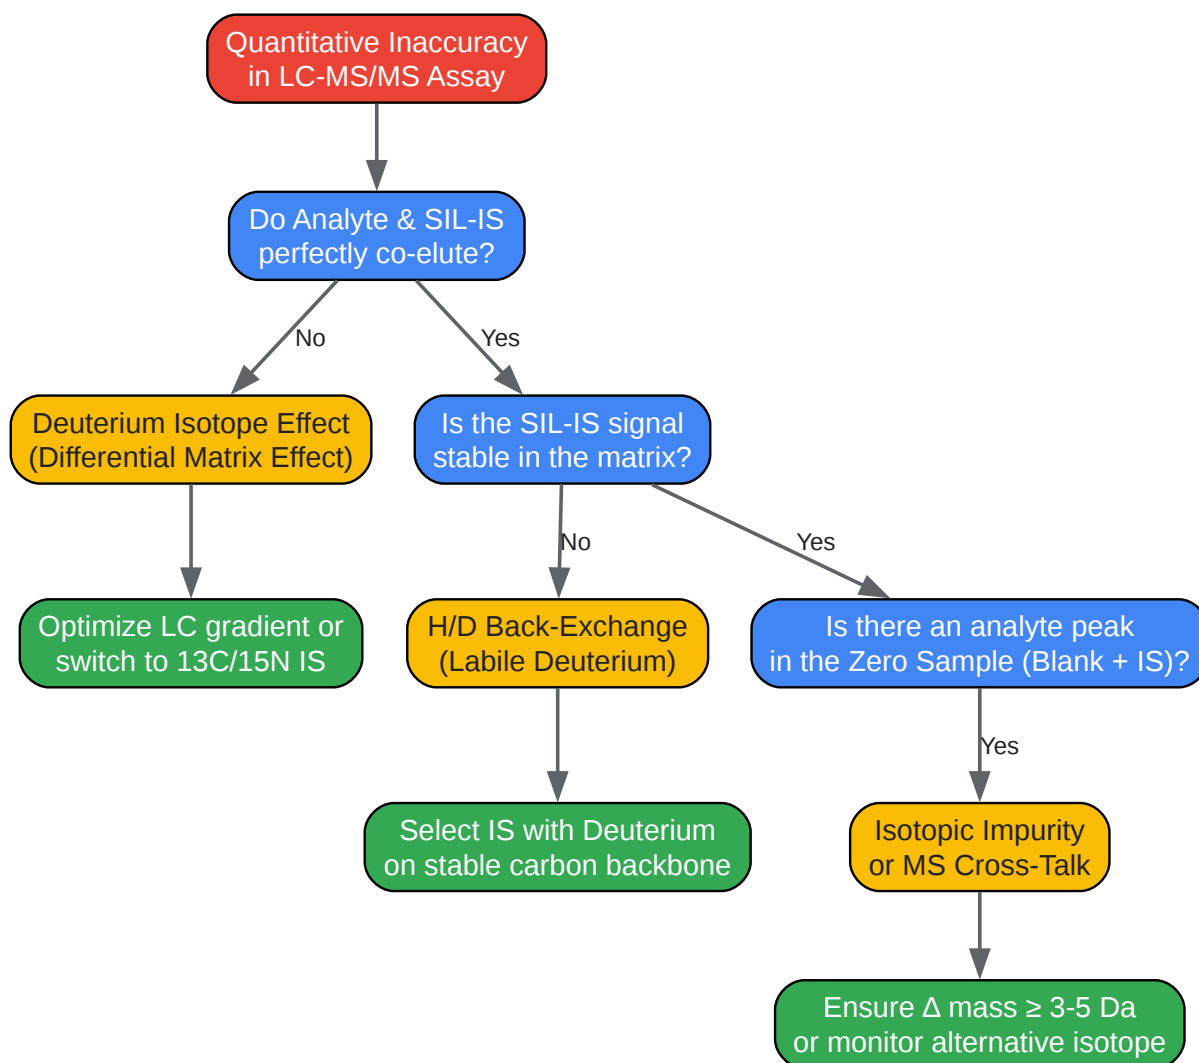 Quantitative Inaccuracy
in LC-MS/MS Assay
Do Analyte & SIL-IS
perfectly co-elute?
No
Yes
Deuterium Isotope Effect
(Differential Matrix Effect)
Is the SIL-IS signal
stable in the matrix?
No
Yes
Optimize LC gradient or
switch to 13C/15N IS
H/D Back-Exchange
(Labile Deuterium)
Is there an analyte peak
in the Zero Sample (Blank + IS)?
Yes
Select IS with Deuterium
on stable carbon backbone
Isotopic Impurity
or MS Cross-Talk
Ensure Δ mass ≥ 3-5 Da
or monitor alternative isotope